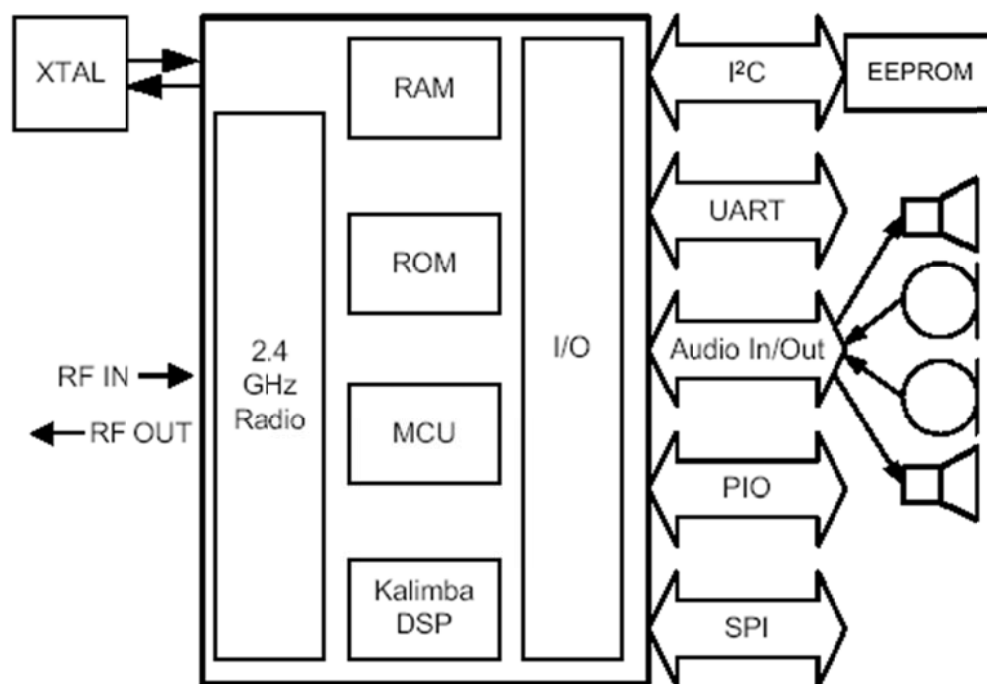 XTAL
RAM
I²C
EEPROM
UART
ROM
2.4
GHz
Radio
I/O
Audio In/Out
RF IN
RF OUT
MCU
PIO
Kalimba
DSP
SPI